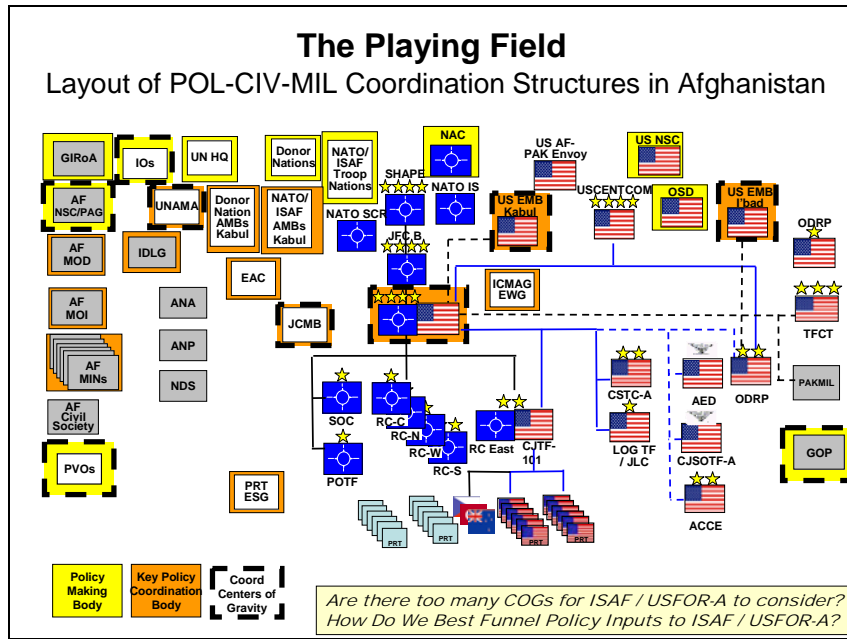 The Playing Field
Layout of POL-CIV-MIL Coordination Structures in Afghanistan
GIRoA
IOs
UN HQ
Donor
Nations
NATO/
ISAF
Troop
Nations
NAC
SHAPE
NATO IS
NATO SCR
JFC B
US AF-
PAK Envoy
US NSC
USCENTCOM
OSD
US EMB
Kabul
US EMB
I'bad
ODRP
AF
NSC/PAG
UNAMA
Donor
Nation
AMBs
Kabul
NATO/
ISAF
AMBs
Kabul
AF
MOD
IDLG
EAC
ICMAG
EWG
TFCT
AF
MOI
ANA
JCMB
ANP
AF
MINs
NDS
CSTC-A
AED
ODRP
PAKMIL
AF
Civil
Society
SOC
RC-C
RC-N
RC-W
RC-S
RC East
CJTF-
101
LOG TF
/ JLC
CJSOTF-A
GOP
PVOs
POTF
PRT
ESG
ACCE
PRT
PRT
PRT
PRT
Policy
Making
Body
Key Policy
Coordination
Body
Coord
Centers of
Gravity
Are there too many COGs for ISAF / USFOR-A to consider?
How Do We Best Funnel Policy Inputs to ISAF / USFOR-A?